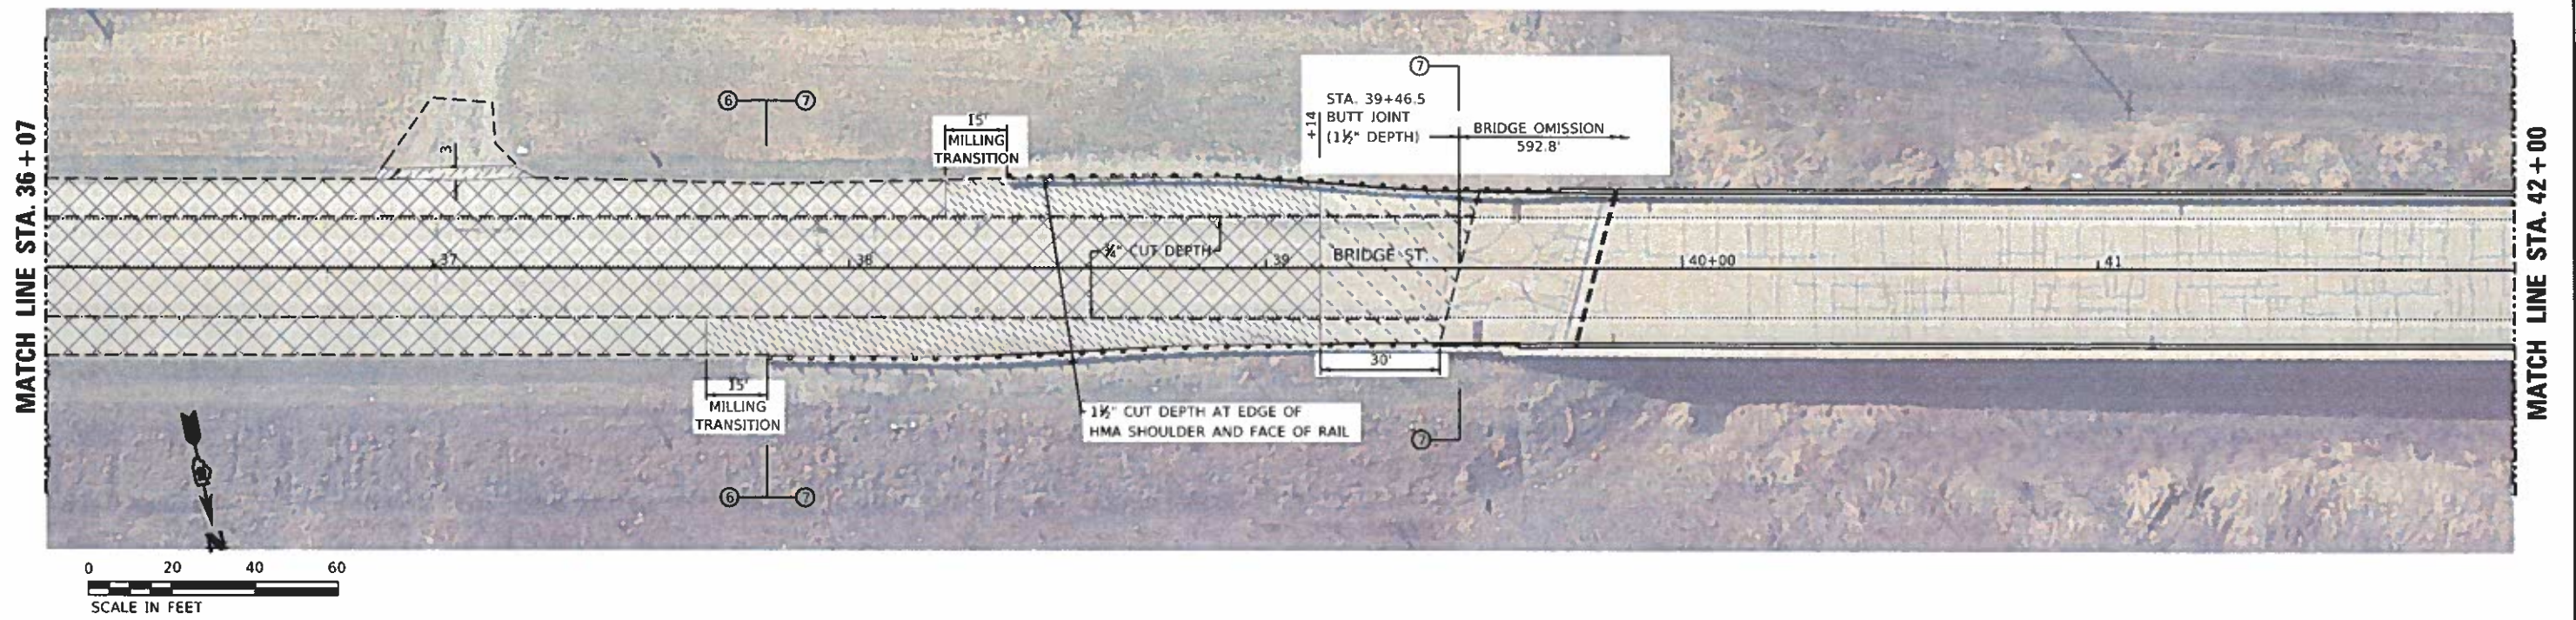 MATCH LINE STA. 36+07
3
37
6 7
15'
MILLING
TRANSITION
38
¾" CUT DEPTH
39
7
STA. 39+46.5
+14
BUTT JOINT
(1½" DEPTH)
BRIDGE OMISSION
592.8'
BRIDGE ST.
40+00
41
MATCH LINE STA. 42+00
15'
MILLING
TRANSITION
6 7
30'
1½" CUT DEPTH AT EDGE OF
HMA SHOULDER AND FACE OF RAIL
7
N
0 20 40 60
SCALE IN FEET